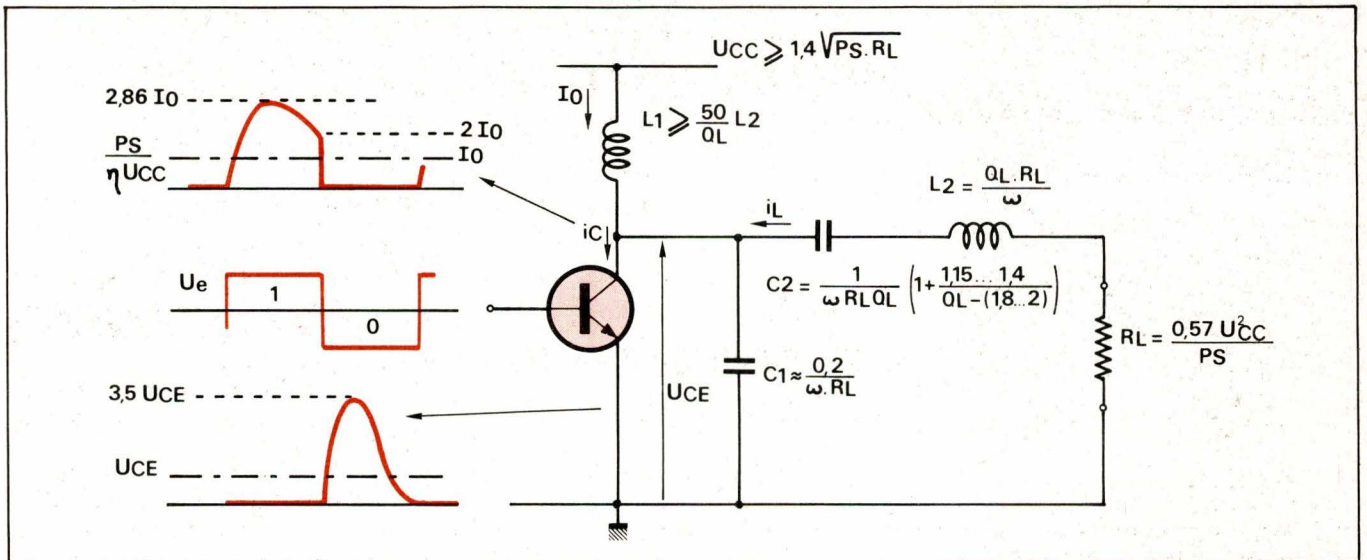 UCC ⩾ 1,4 √PS.RL
2,86 I0
I0
L1 ⩾ 50/QL L2
2 I0
I0
PS/ηUCC
L2 = QL.RL/ω
iL
iC
Ue
1
0
C2 = 1/ωRLQL (1+ 1,15...1,4/QL-(1,8...2))
RL = 0,57 U²CC/PS
C1 ≈ 0,2/ω.RL
UCE
3,5 UCE
UCE